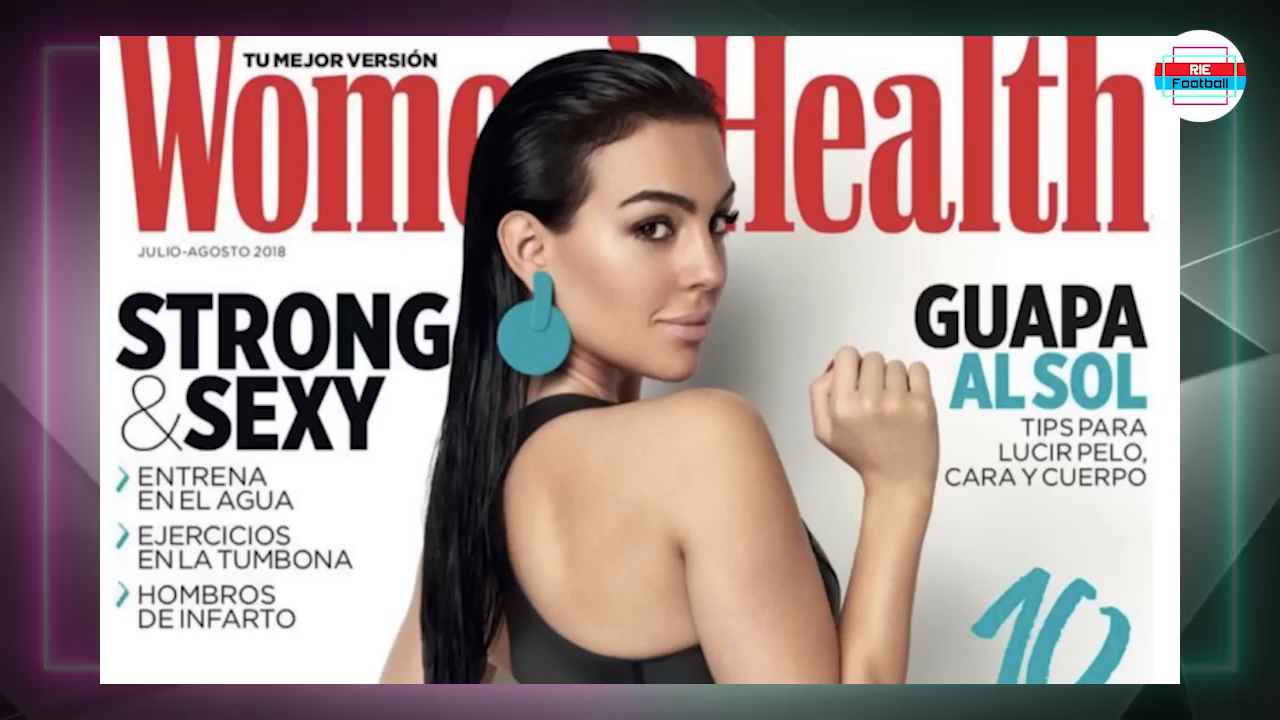 TU MEJOR VERSIÓN
Women's Health
JULIO-AGOSTO 2018
STRONG
&SEXY
ENTRENA
EN EL AGUA
EJERCICIOS
EN LA TUMBONA
HOMBROS
DE INFARTO
GUAPA
AL SOL
TIPS PARA
LUCIR PELO,
CARA Y CUERPO
10
RIE
Football